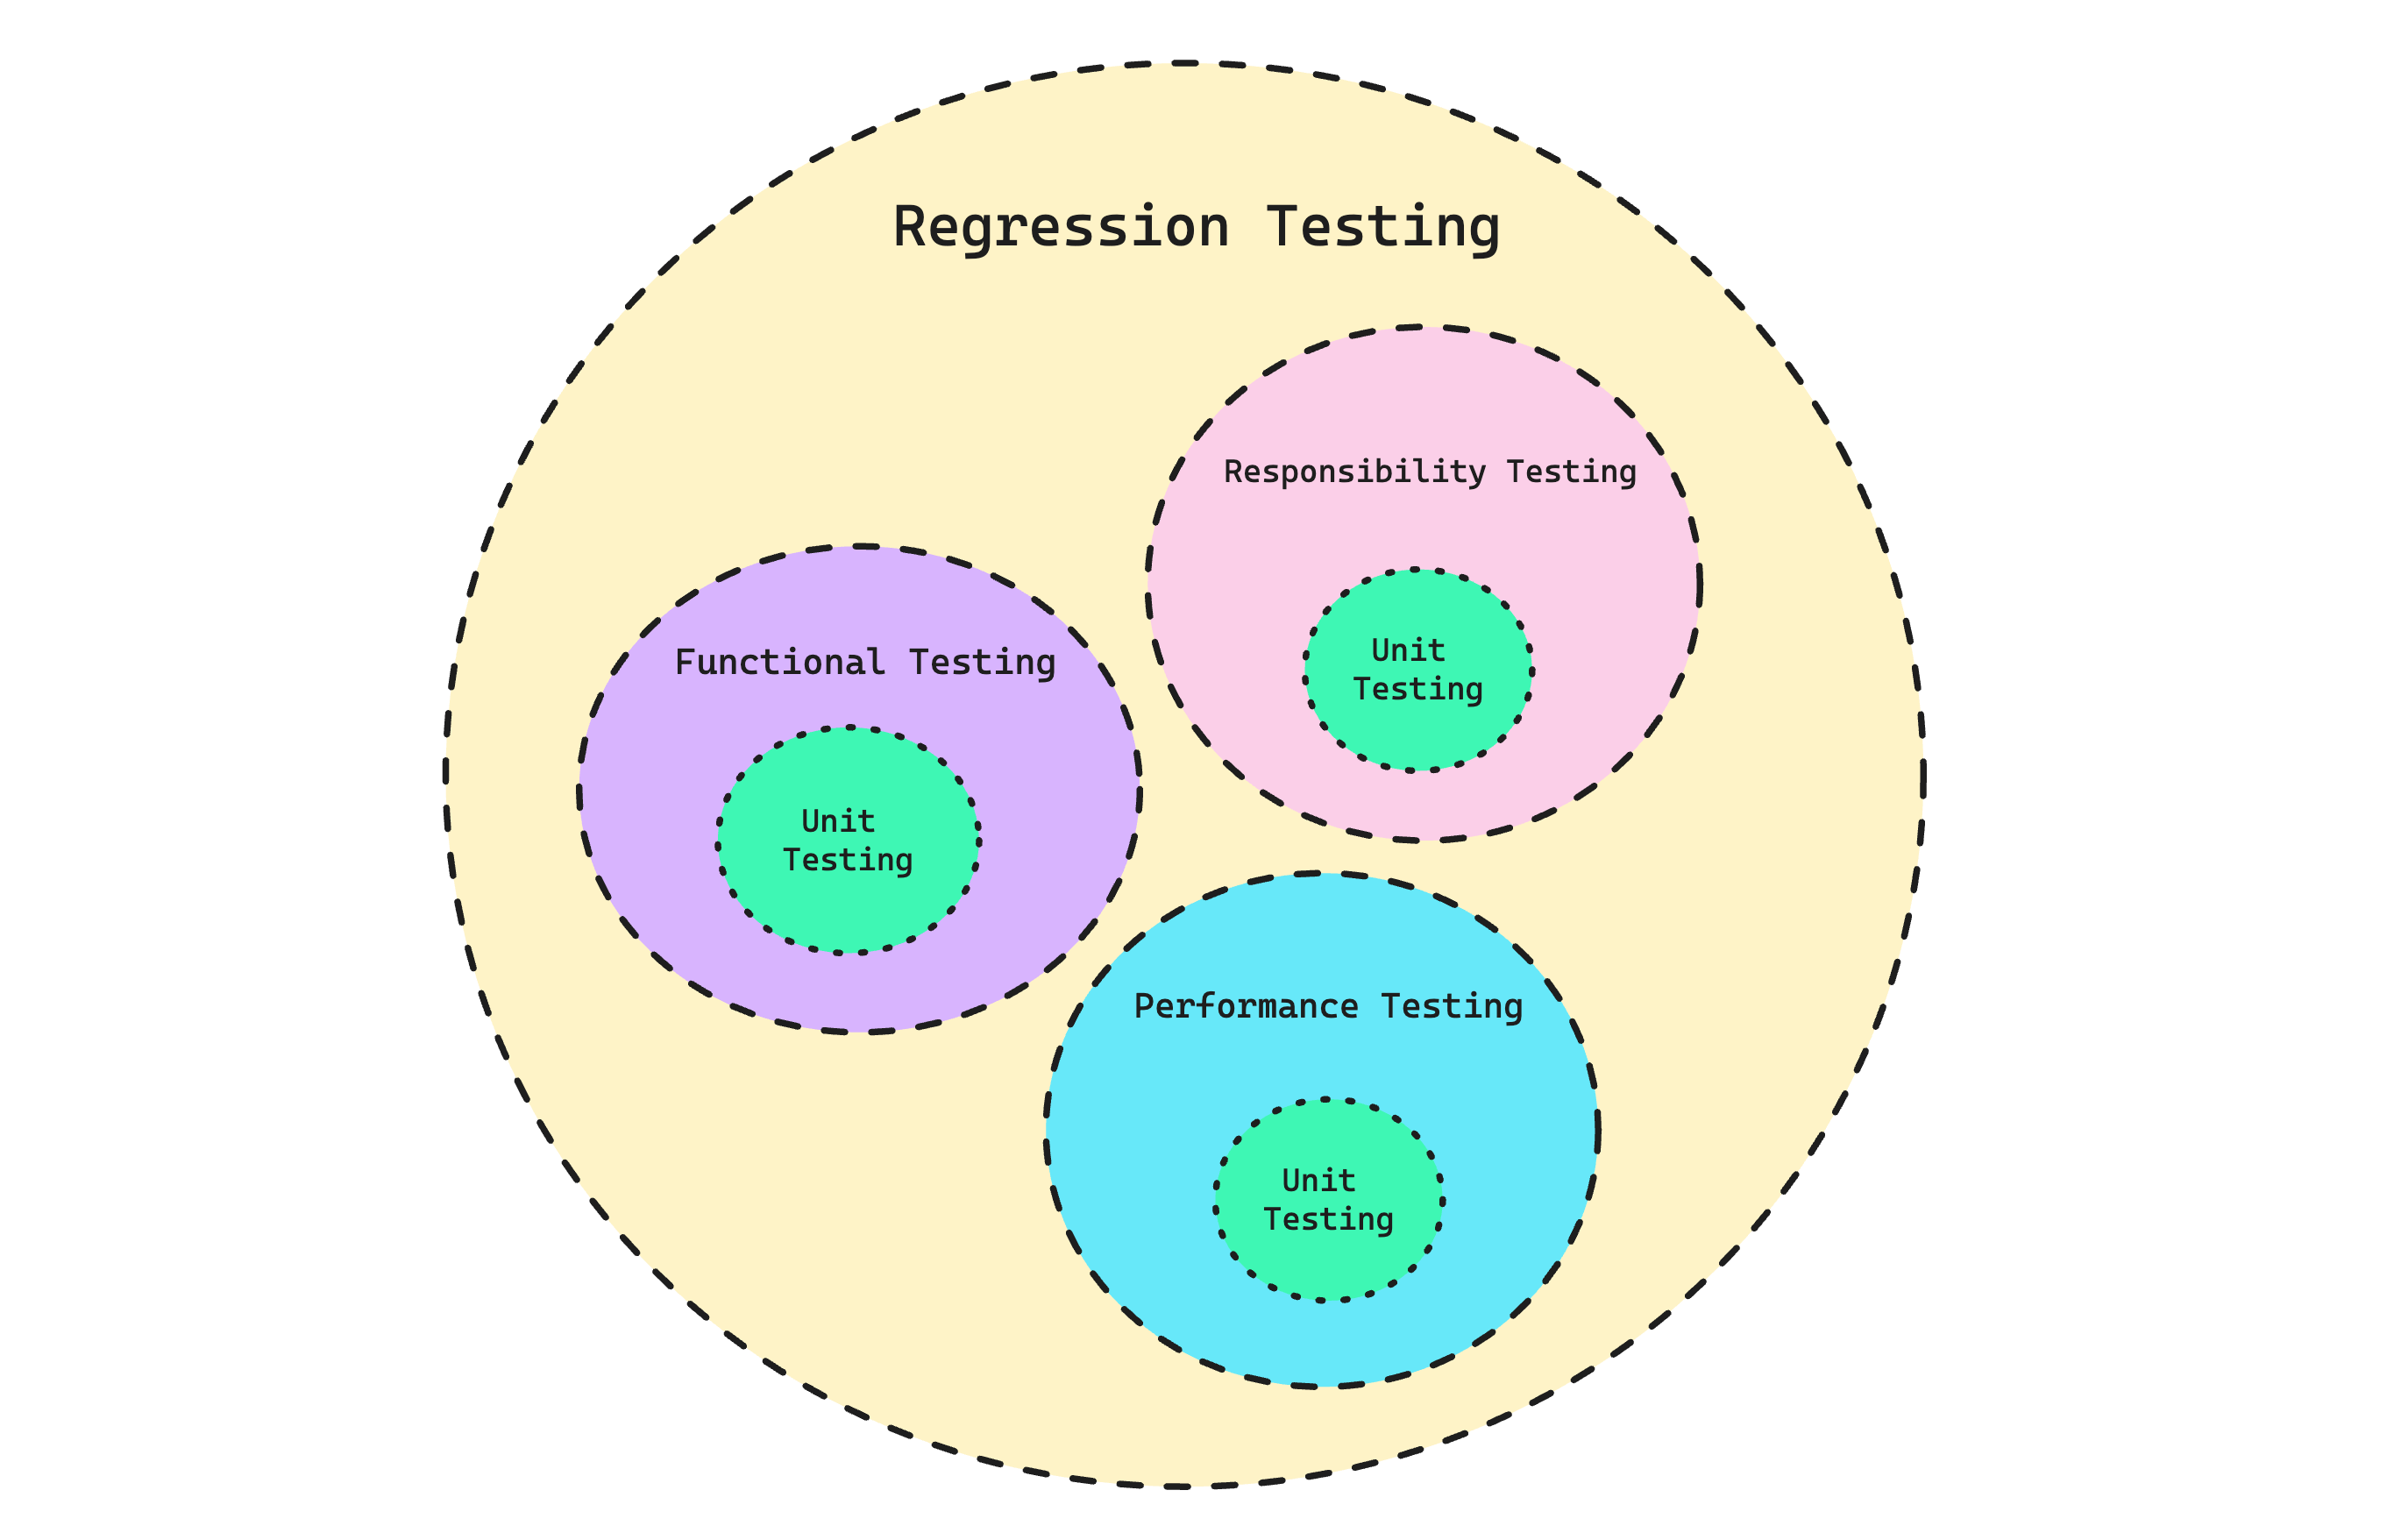 Regression Testing
Responsibility Testing
Unit
Testing
Functional Testing
Unit
Testing
Performance Testing
Unit
Testing